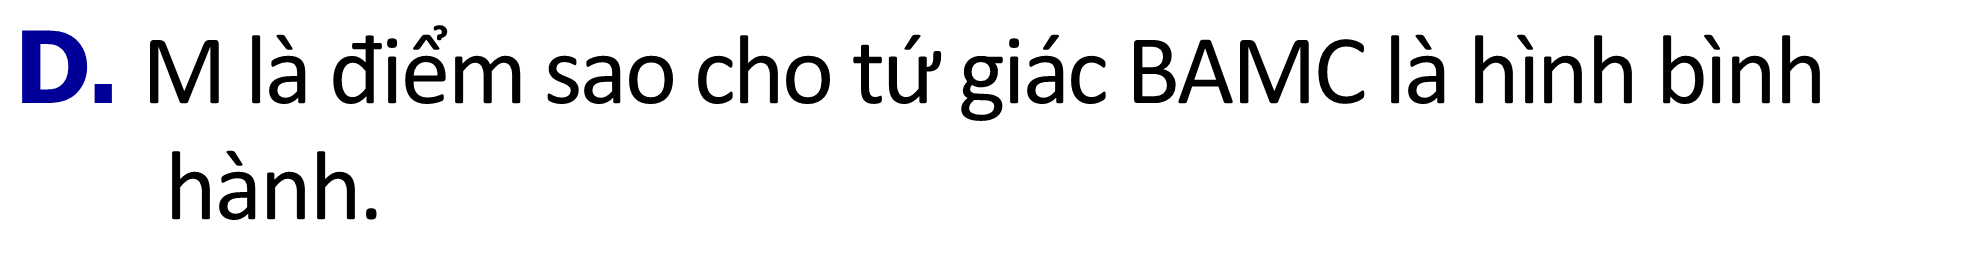 D. M là điểm sao cho tứ giác BAMC là hình bình
hành.